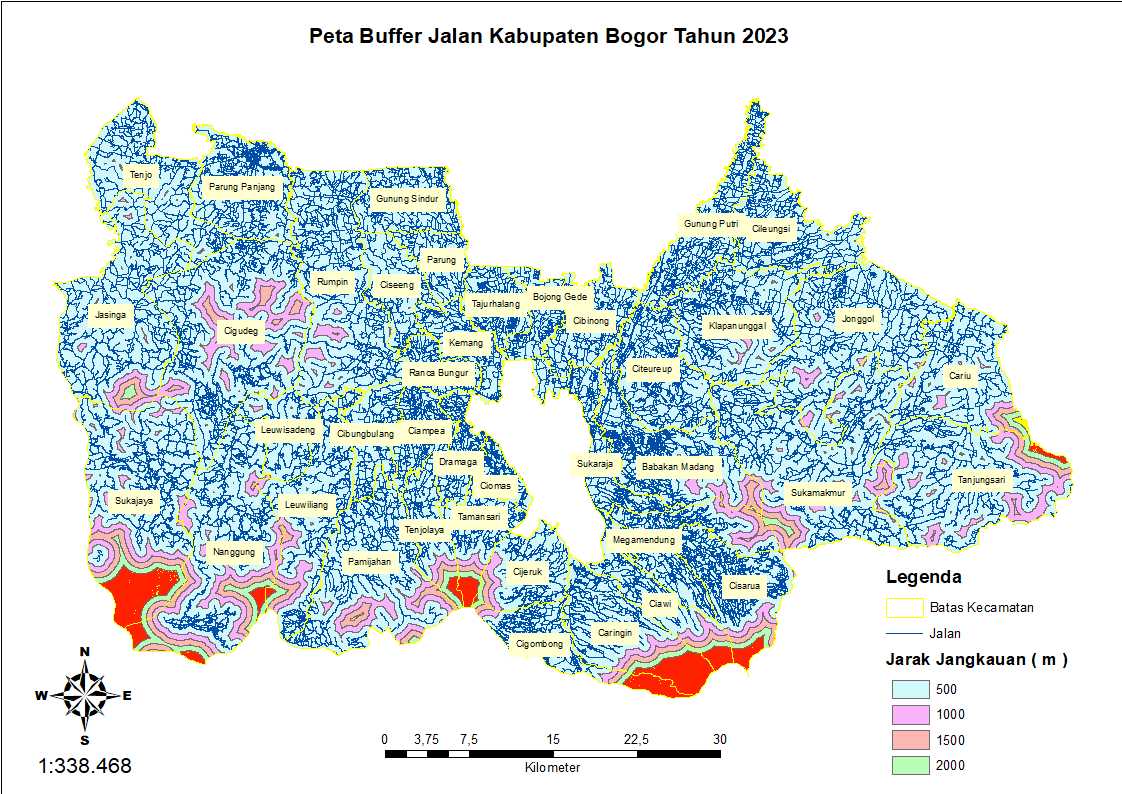 Peta Buffer Jalan Kabupaten Bogor Tahun 2023
Tenjo
Parung Panjang
Gunung Sindur
Gunung Putri
Cileungsi
Parung
Rumpin
Ciseeng
Tajurhalang
Bojong Gede
Cibinong
Jasinga
Cigudeg
Klapanunggal
Jonggol
Kemang
Ranca Bungur
Citeureup
Cariu
Leuwisadeng
Cibungbulang
Ciampea
Dramaga
Sukaraja
Babakan Madang
Ciomas
Sukajaya
Leuwiliang
Sukamakmur
Tanjungsari
Tamansari
Tenjolaya
Nanggung
Pamijahan
Megamendung
Cijeruk
Cisarua
Ciawi
Caringin
Cigombong
Legenda
Batas Kecamatan
Jalan
Jarak Jangkauan ( m )
500
1000
1500
2000
N
W E
S
1:338.468
0 3,75 7,5 15 22,5 30
Kilometer